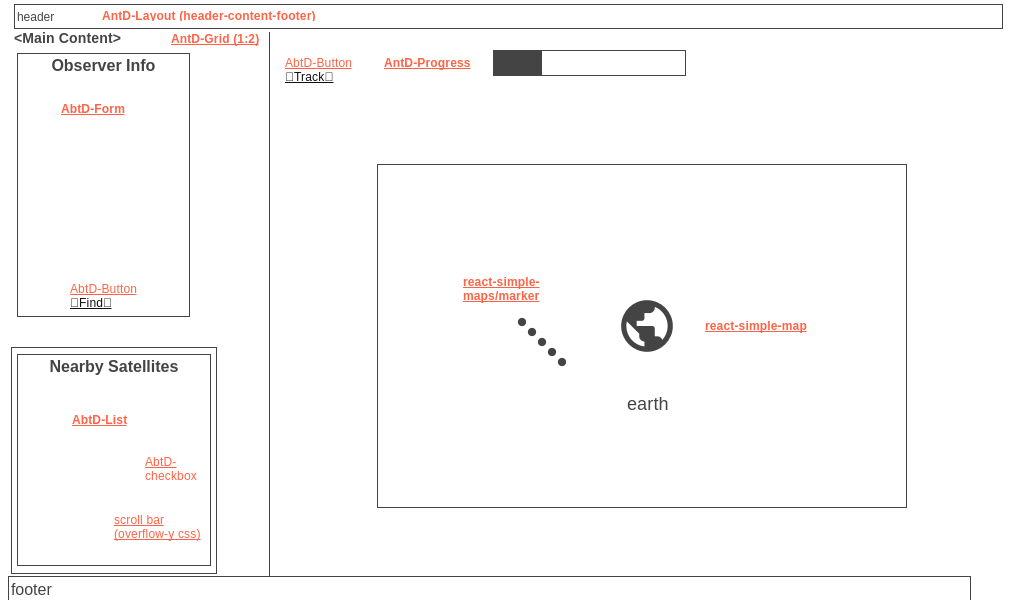 header
AntD-Layout (header-content-footer)
<Main Content>
AntD-Grid (1:2)
Observer Info
AbtD-Form
AbtD-Button
Find
Nearby Satellites
AbtD-List
AbtD-
checkbox
scroll bar
(overflow-y css)
AbtD-Button
Track
AntD-Progress
react-simple-
maps/marker
react-simple-map
earth
footer